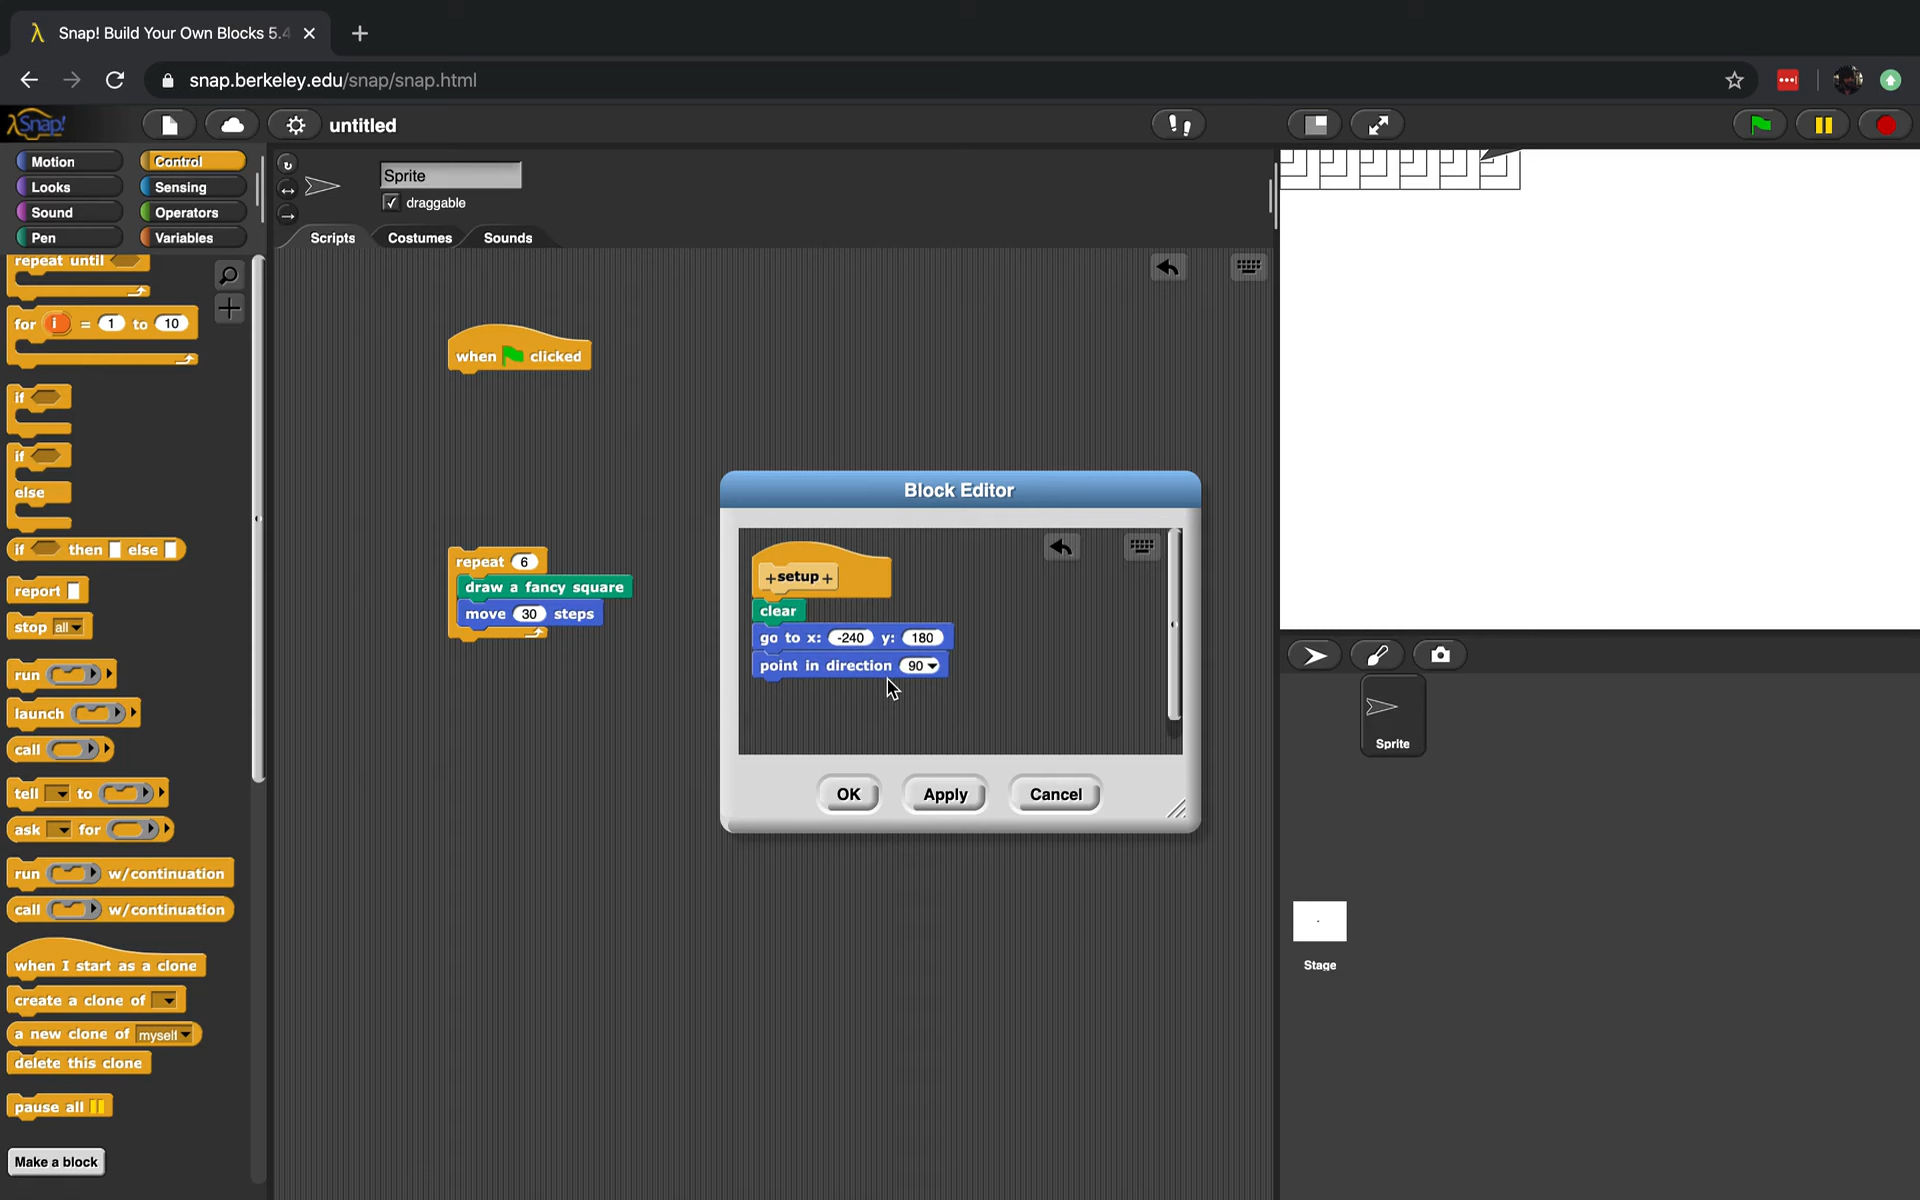 Snap! Build Your Own Blocks 5.4
snap.berkeley.edu/snap/snap.html
Snap!
untitled
Motion
Control
Looks
Sensing
Sound
Operators
Pen
Variables
Sprite
draggable
Scripts
Costumes
Sounds
repeat until
for i = 1 to 10
if
if
else
if then else
report
stop all
run
launch
call
tell to
ask for
run w/continuation
call w/continuation
when I start as a clone
create a clone of
a new clone of myself
delete this clone
pause all
Make a block
when clicked
repeat 6
draw a fancy square
move 30 steps
Block Editor
+setup+
clear
go to x: -240 y: 180
point in direction 90
OK
Apply
Cancel
Sprite
Stage